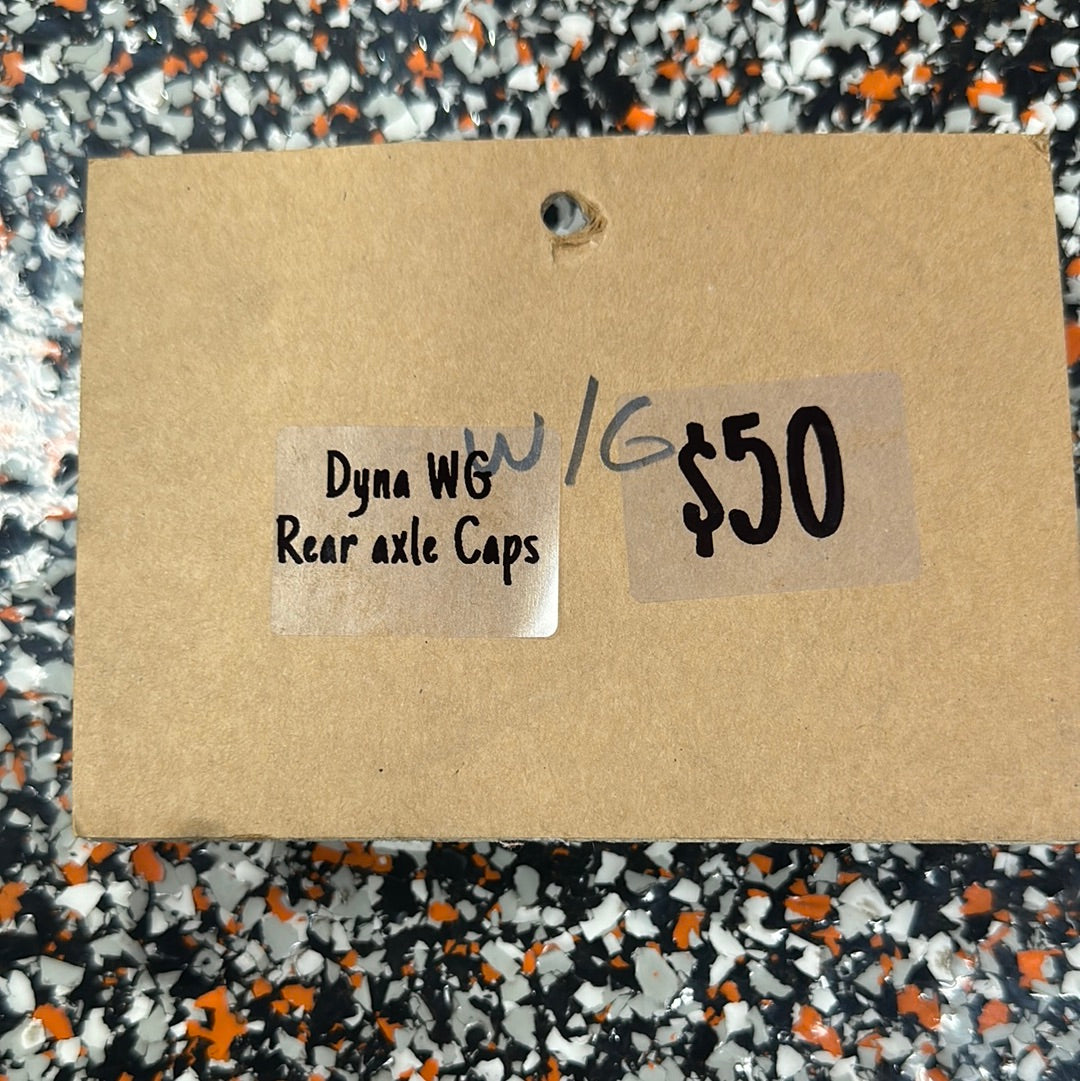 W/G
Dyna WG
Rear axle Caps
$50